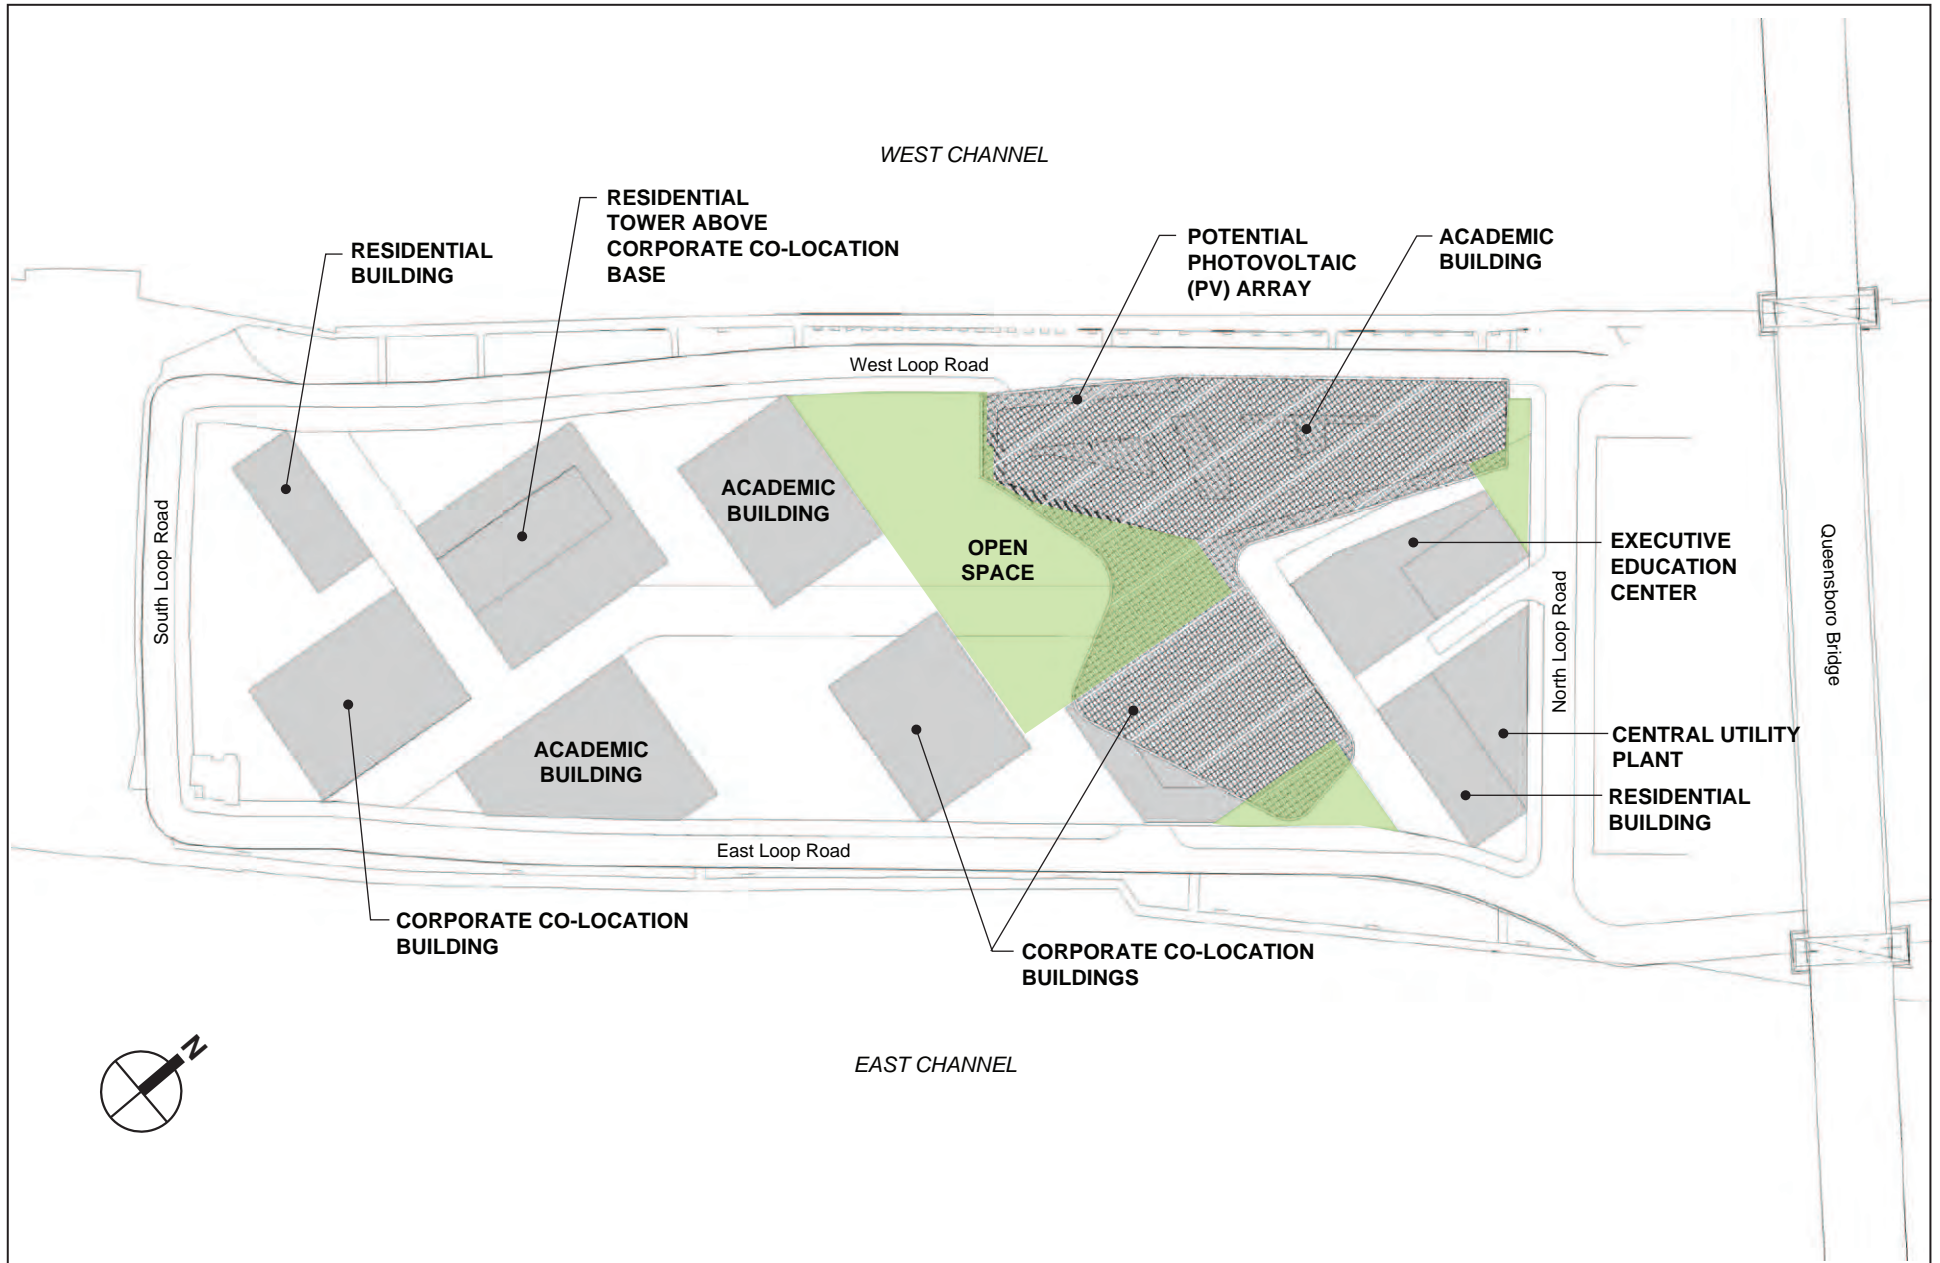 WEST CHANNEL
RESIDENTIAL
BUILDING
RESIDENTIAL
TOWER ABOVE
CORPORATE CO-LOCATION
BASE
POTENTIAL
PHOTOVOLTAIC
(PV) ARRAY
ACADEMIC
BUILDING
West Loop Road
ACADEMIC
BUILDING
OPEN
SPACE
EXECUTIVE
EDUCATION
CENTER
South Loop Road
North Loop Road
Queensboro Bridge
ACADEMIC
BUILDING
CENTRAL UTILITY
PLANT
RESIDENTIAL
BUILDING
East Loop Road
CORPORATE CO-LOCATION
BUILDING
CORPORATE CO-LOCATION
BUILDINGS
N
EAST CHANNEL